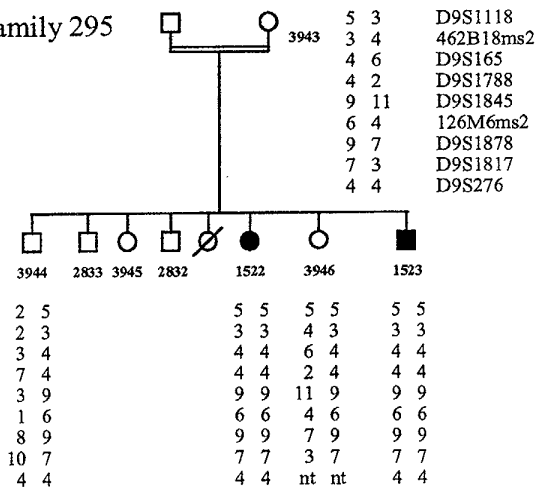 amily 295
3943
5 3 D9S1118
3 4 462B18ms2
4 6 D9S165
4 2 D9S1788
9 11 D9S1845
6 4 126M6ms2
9 7 D9S1878
7 3 D9S1817
4 4 D9S276
3944 2833 3945 2832 1522 3946 1523
2 5 5 5 5 5 5 5
2 3 3 3 4 3 3 3
3 4 4 4 6 4 4 4
7 4 4 4 2 4 4 4
3 9 9 9 11 9 9 9
1 6 6 6 4 6 6 6
8 9 9 9 7 9 9 9
10 7 7 7 3 7 7 7
4 4 4 4 nt nt 4 4